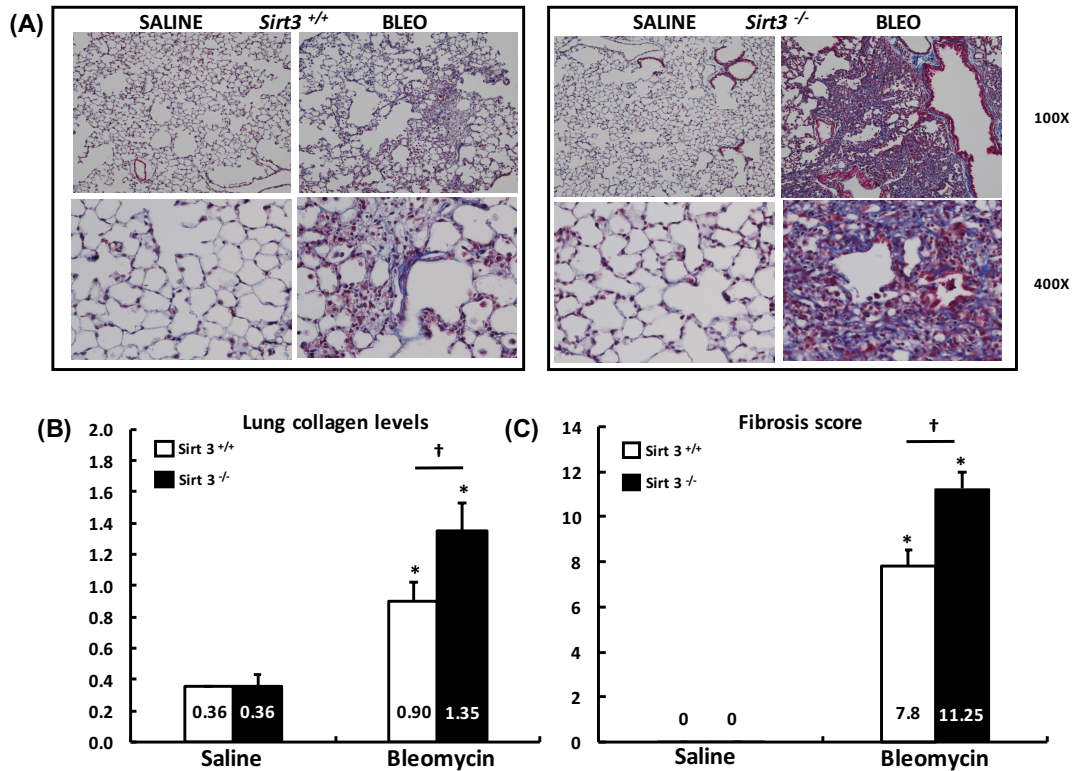 (A)
SALINE Sirt3 +/+ BLEO
SALINE Sirt3 -/- BLEO
100X
400X
(B)
Lung collagen levels
2.0
1.8
1.6
1.4
1.2
1.0
0.8
0.6
0.4
0.2
0.0
Sirt 3 +/+
Sirt 3 -/-
†
*
*
0.36 0.36
0.90 1.35
Saline Bleomycin
(C)
Fibrosis score
14
12
10
8
6
4
2
0
Sirt 3 +/+
Sirt 3 -/-
†
*
*
0 0
7.8 11.25
Saline Bleomycin